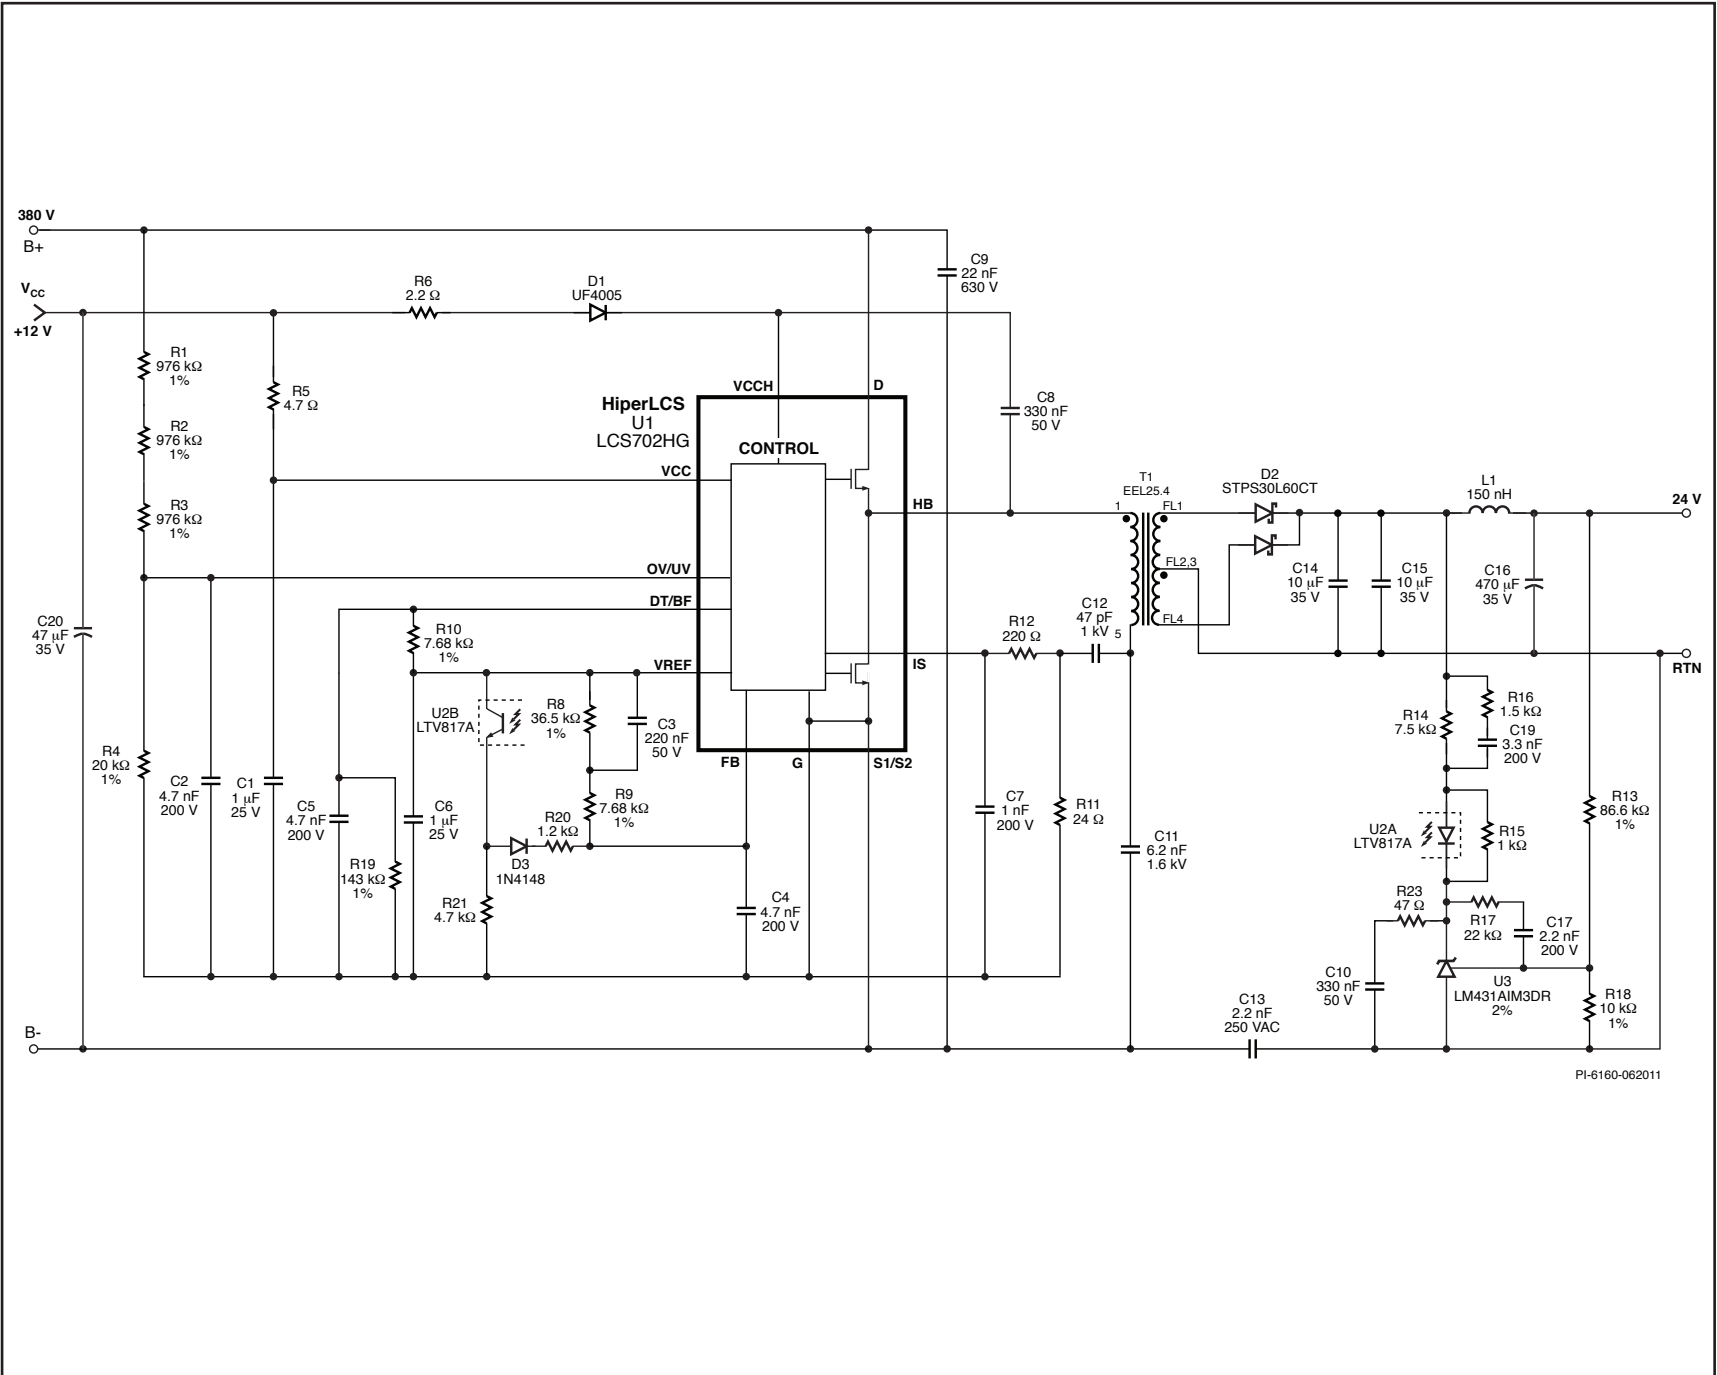 380 V
B+
VCC
+12 V
R6
2.2 Ω
D1
UF4005
C9
22 nF
630 V
R1
976 kΩ
1%
R2
976 kΩ
1%
R3
976 kΩ
1%
R5
4.7 Ω
VCCH
D
HiperLCS
U1
LCS702HG
CONTROL
VCC
C8
330 nF
50 V
HB
T1
EEL25.4
1
FL1
FL2,3
FL4
5
D2
STPS30L60CT
L1
150 nH
24 V
OV/UV
DT/BF
VREF
IS
C14
10 µF
35 V
C15
10 µF
35 V
C16
470 µF
35 V
RTN
C20
47 µF
35 V
R10
7.68 kΩ
1%
R12
220 Ω
C12
47 pF
1 kV
U2B
LTV817A
R8
36.5 kΩ
1%
C3
220 nF
50 V
R14
7.5 kΩ
R16
1.5 kΩ
C19
3.3 nF
200 V
FB
G
S1/S2
R4
20 kΩ
1%
C2
4.7 nF
200 V
C1
1 µF
25 V
C5
4.7 nF
200 V
C6
1 µF
25 V
R9
7.68 kΩ
1%
R20
1.2 kΩ
D3
1N4148
R19
143 kΩ
1%
R21
4.7 kΩ
C4
4.7 nF
200 V
C7
1 nF
200 V
R11
24 Ω
C11
6.2 nF
1.6 kV
U2A
LTV817A
R15
1 kΩ
R13
86.6 kΩ
1%
R23
47 Ω
R17
22 kΩ
C17
2.2 nF
200 V
C10
330 nF
50 V
U3
LM431AIM3DR
2%
R18
10 kΩ
1%
C13
2.2 nF
250 VAC
B-
PI-6160-062011